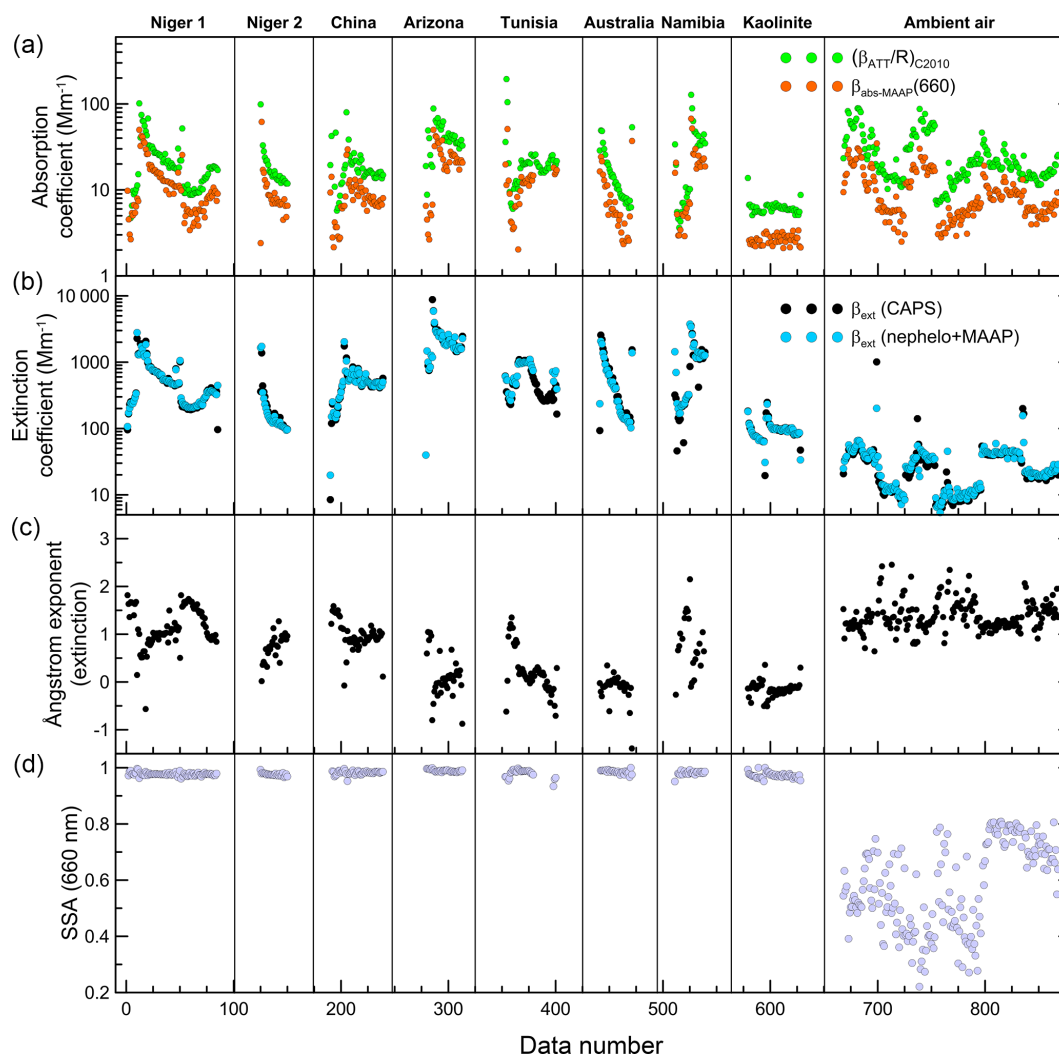 Niger 1 Niger 2 China Arizona Tunisia Australia Namibia Kaolinite Ambient air
(a)
Absorption
coefficient (Mm⁻¹)
100
10
1
(β_ATT/R)_C2010
β_abs-MAAP(660)
(b)
Extinction
coefficient (Mm⁻¹)
10 000
1000
100
10
β_ext (CAPS)
β_ext (nephelo+MAAP)
(c)
Ångstrom exponent
(extinction)
3
2
1
0
-1
(d)
SSA (660 nm)
1
0.8
0.6
0.4
0.2
0 100 200 300 400 500 600 700 800
Data number